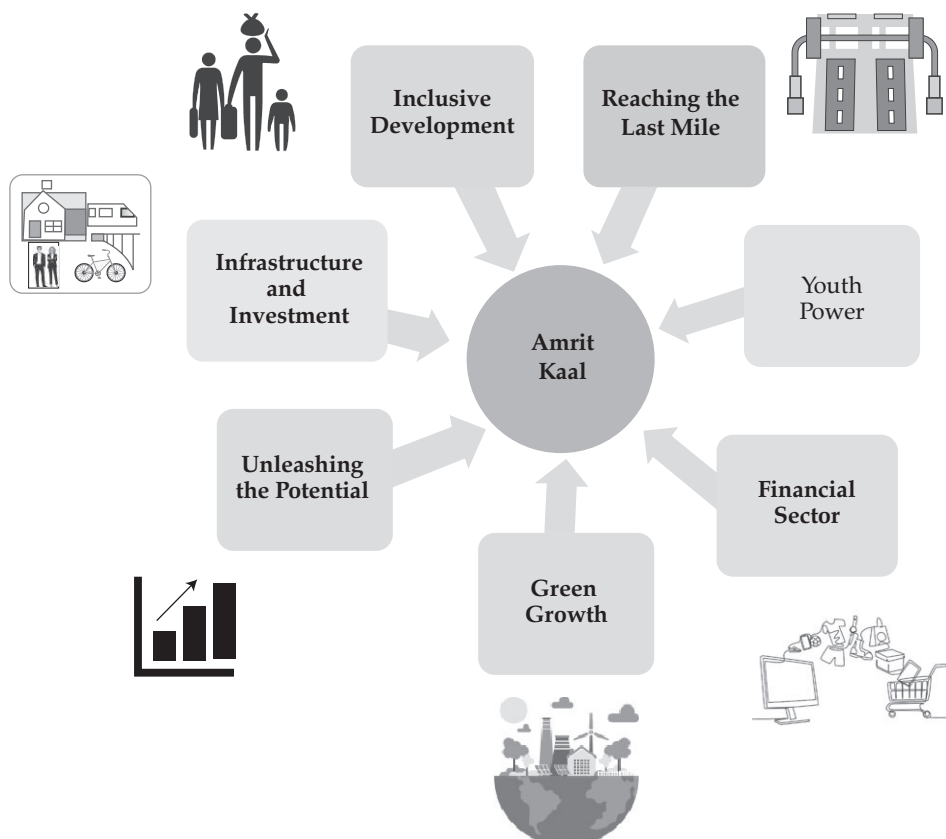 Inclusive
Development
Reaching the
Last Mile
Infrastructure
and
Investment
Youth
Power
Amrit
Kaal
Unleashing
the Potential
Financial
Sector
Green
Growth